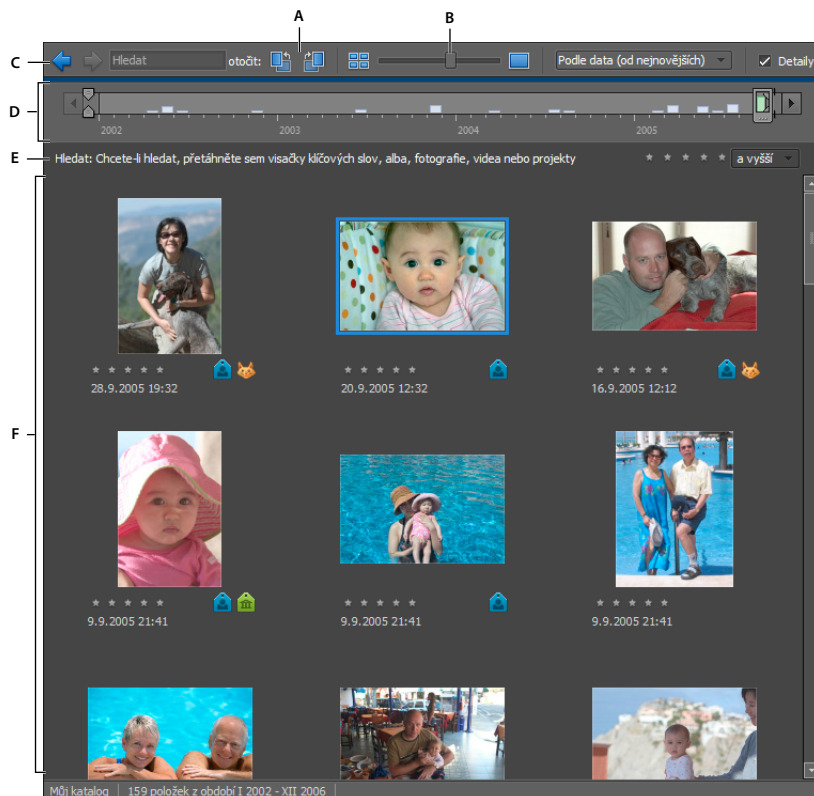 A
B
C
Hledat
otočit:
Podle data (od nejnovějších)
Detaily
D
2002
2003
2004
2005
E
Hledat: Chcete-li hledat, přetáhněte sem visačky klíčových slov, alba, fotografie, videa nebo projekty
a vyšší
F
28.9.2005 19:32
20.9.2005 12:32
16.9.2005 12:12
9.9.2005 21:41
9.9.2005 21:41
9.9.2005 21:41
Můj katalog
159 položek z období I 2002 - XII 2006